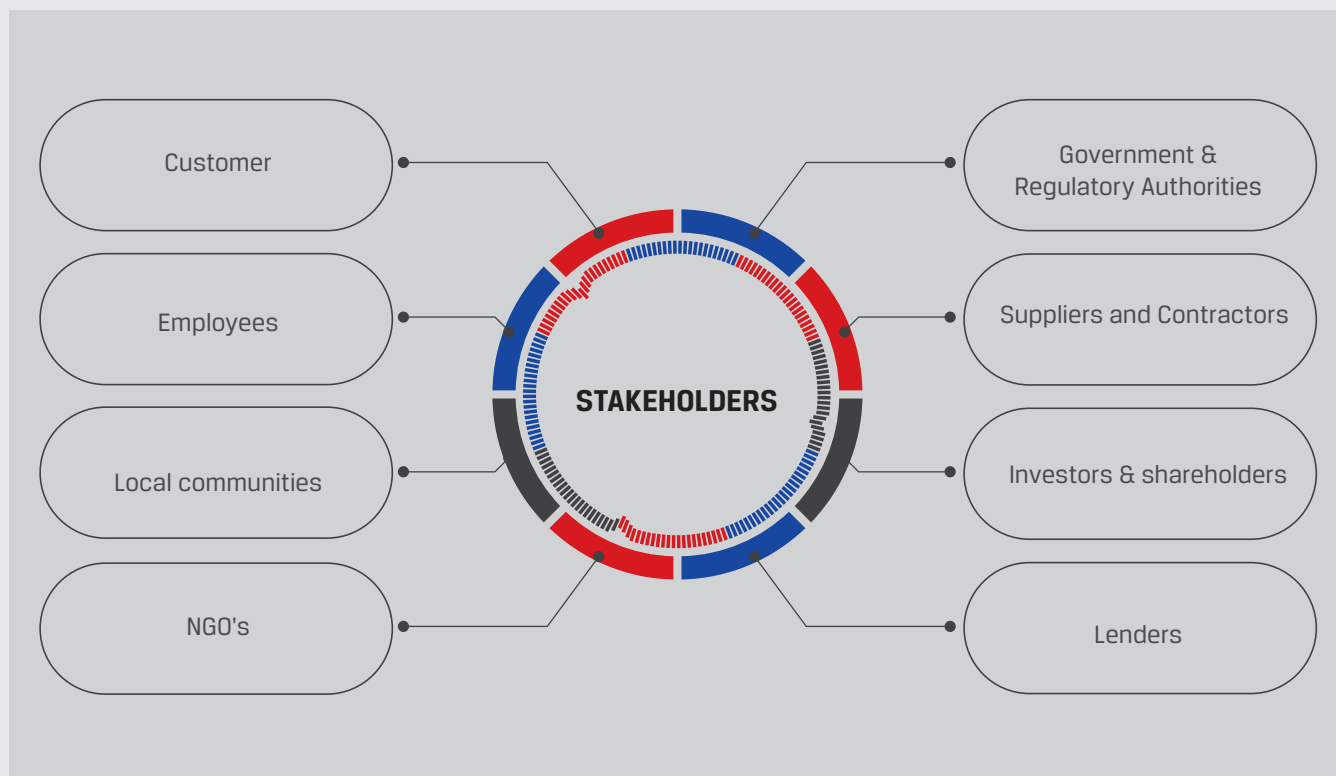 Customer
Employees
Local communities
NGO's
STAKEHOLDERS
Government &
Regulatory Authorities
Suppliers and Contractors
Investors & shareholders
Lenders